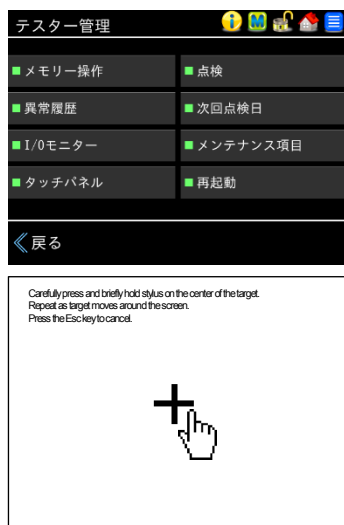 テスター管理
メモリー操作
点検
異常履歴
次回点検日
I/Oモニター
メンテナンス項目
タッチパネル
再起動
戻る
Carefully press and briefly hold stylus on the center of the target.
Repeat as target moves around the screen.
Press the Esc key to cancel.